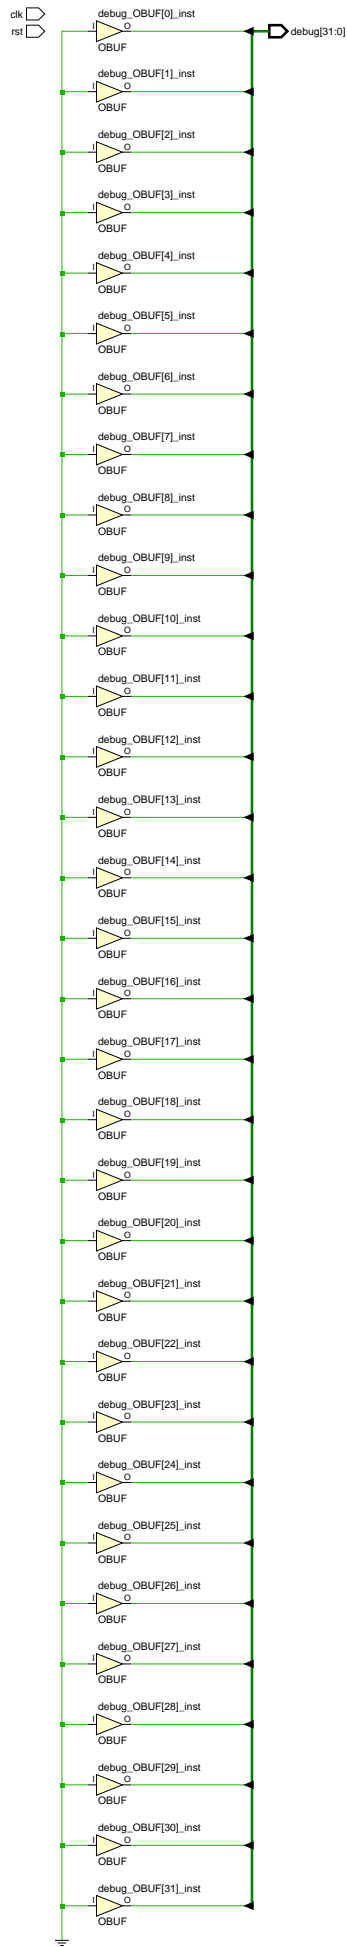 clk
rst
debug_OBUF[0]_inst
I
O
OBUF
debug[31:0]
debug_OBUF[1]_inst
I
O
OBUF
debug_OBUF[2]_inst
I
O
OBUF
debug_OBUF[3]_inst
I
O
OBUF
debug_OBUF[4]_inst
I
O
OBUF
debug_OBUF[5]_inst
I
O
OBUF
debug_OBUF[6]_inst
I
O
OBUF
debug_OBUF[7]_inst
I
O
OBUF
debug_OBUF[8]_inst
I
O
OBUF
debug_OBUF[9]_inst
I
O
OBUF
debug_OBUF[10]_inst
I
O
OBUF
debug_OBUF[11]_inst
I
O
OBUF
debug_OBUF[12]_inst
I
O
OBUF
debug_OBUF[13]_inst
I
O
OBUF
debug_OBUF[14]_inst
I
O
OBUF
debug_OBUF[15]_inst
I
O
OBUF
debug_OBUF[16]_inst
I
O
OBUF
debug_OBUF[17]_inst
I
O
OBUF
debug_OBUF[18]_inst
I
O
OBUF
debug_OBUF[19]_inst
I
O
OBUF
debug_OBUF[20]_inst
I
O
OBUF
debug_OBUF[21]_inst
I
O
OBUF
debug_OBUF[22]_inst
I
O
OBUF
debug_OBUF[23]_inst
I
O
OBUF
debug_OBUF[24]_inst
I
O
OBUF
debug_OBUF[25]_inst
I
O
OBUF
debug_OBUF[26]_inst
I
O
OBUF
debug_OBUF[27]_inst
I
O
OBUF
debug_OBUF[28]_inst
I
O
OBUF
debug_OBUF[29]_inst
I
O
OBUF
debug_OBUF[30]_inst
I
O
OBUF
debug_OBUF[31]_inst
I
O
OBUF